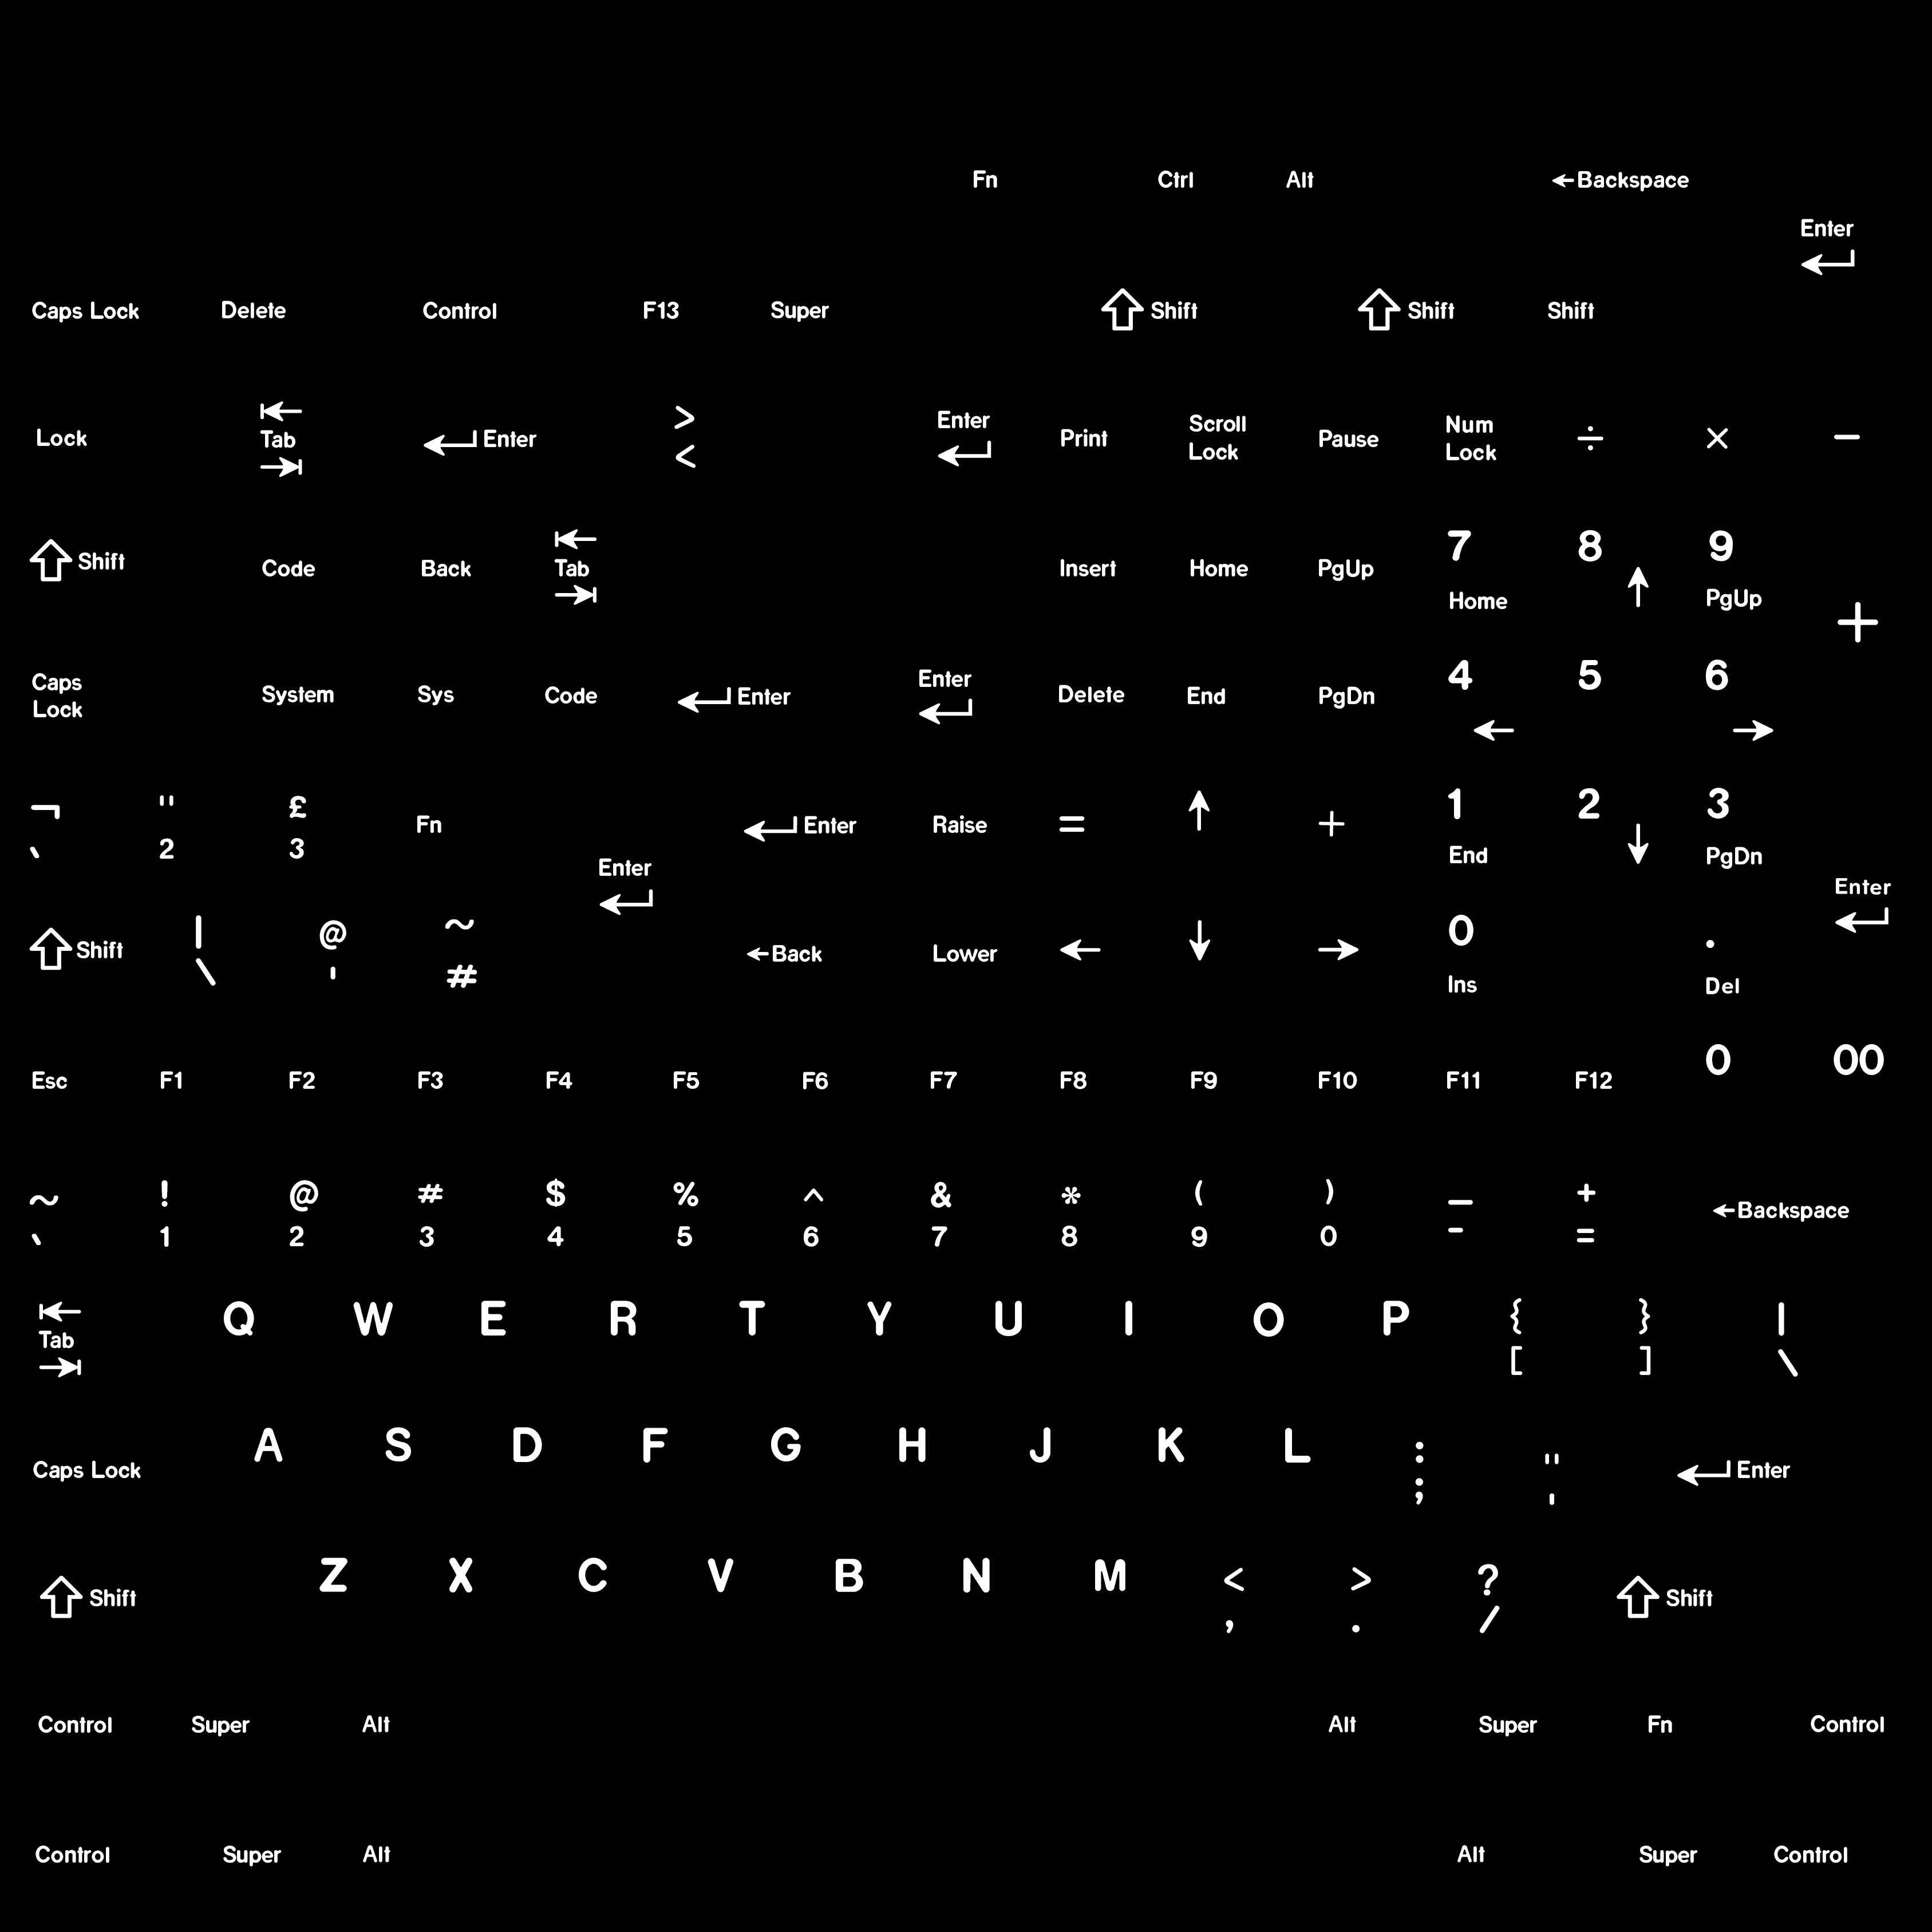 Fn Ctrl Alt ←Backspace
Enter
↵
Caps Lock Delete Control F13 Super ⇧ Shift ⇧ Shift Shift
Lock ⇤ Tab ⇥ ↵ Enter > < Enter ↵ Print Scroll Lock Pause Num Lock ÷ × −
⇧ Shift Code Back ⇤ Tab ⇥ Insert Home PgUp 7 Home 8 ↑ 9 PgUp +
Caps Lock System Sys Code ↵ Enter Enter ↵ Delete End PgDn 4 ← 5 6 →
¬ ` " 2 £ 3 Fn ↵ Enter Raise = ↑ + 1 End 2 ↓ 3 PgDn
Enter ↵ Enter ↵
⇧ Shift | \ @ ' ~ # ←Back Lower ← ↓ → 0 Ins . Del
Esc F1 F2 F3 F4 F5 F6 F7 F8 F9 F10 F11 F12 0 00
~ ! @ # $ % ^ & * ( ) _ +
` 1 2 3 4 5 6 7 8 9 0 - = ←Backspace
⇤ Tab ⇥ Q W E R T Y U I O P { [ } ] | \
Caps Lock A S D F G H J K L : ; " ' ↵ Enter
⇧ Shift Z X C V B N M < , > . ? / ⇧ Shift
Control Super Alt Alt Super Fn Control
Control Super Alt Alt Super Control